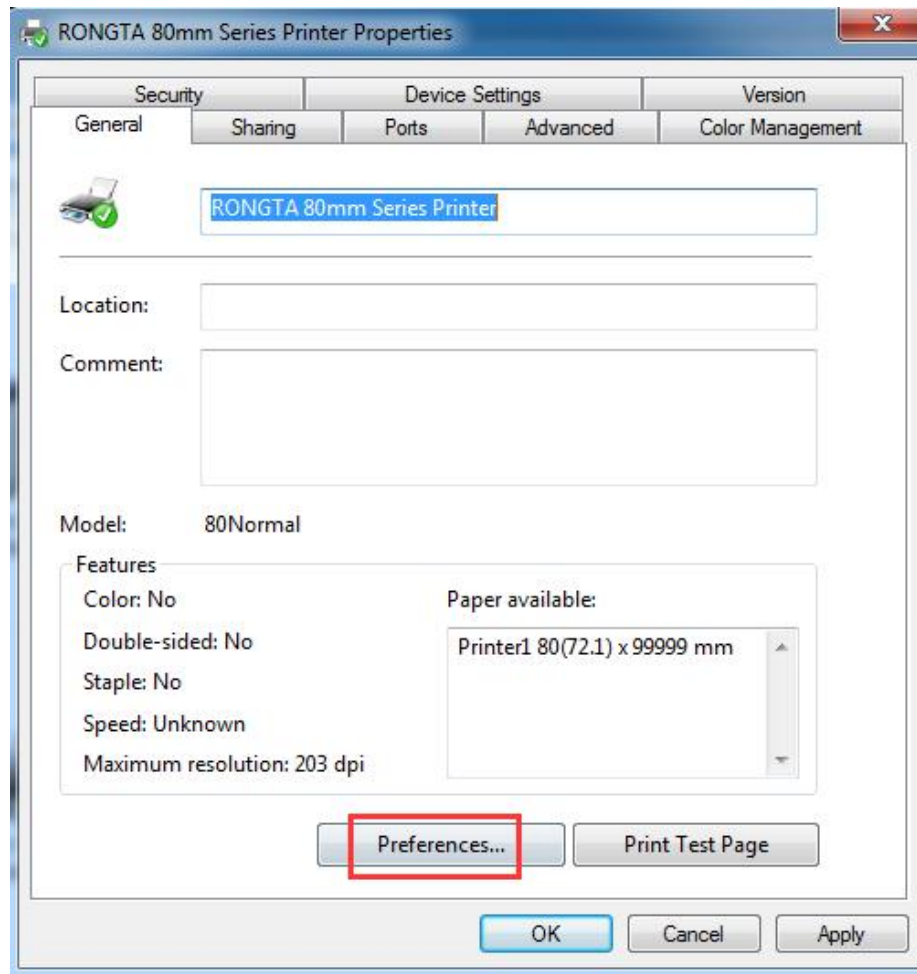 RONGTA 80mm Series Printer Properties
Security Device Settings Version
General Sharing Ports Advanced Color Management
RONGTA 80mm Series Printer
Location:
Comment:
Model: 80Normal
Features
Color: No
Paper available:
Double-sided: No
Printer1 80(72.1) x 99999 mm
Staple: No
Speed: Unknown
Maximum resolution: 203 dpi
Preferences... Print Test Page
OK Cancel Apply